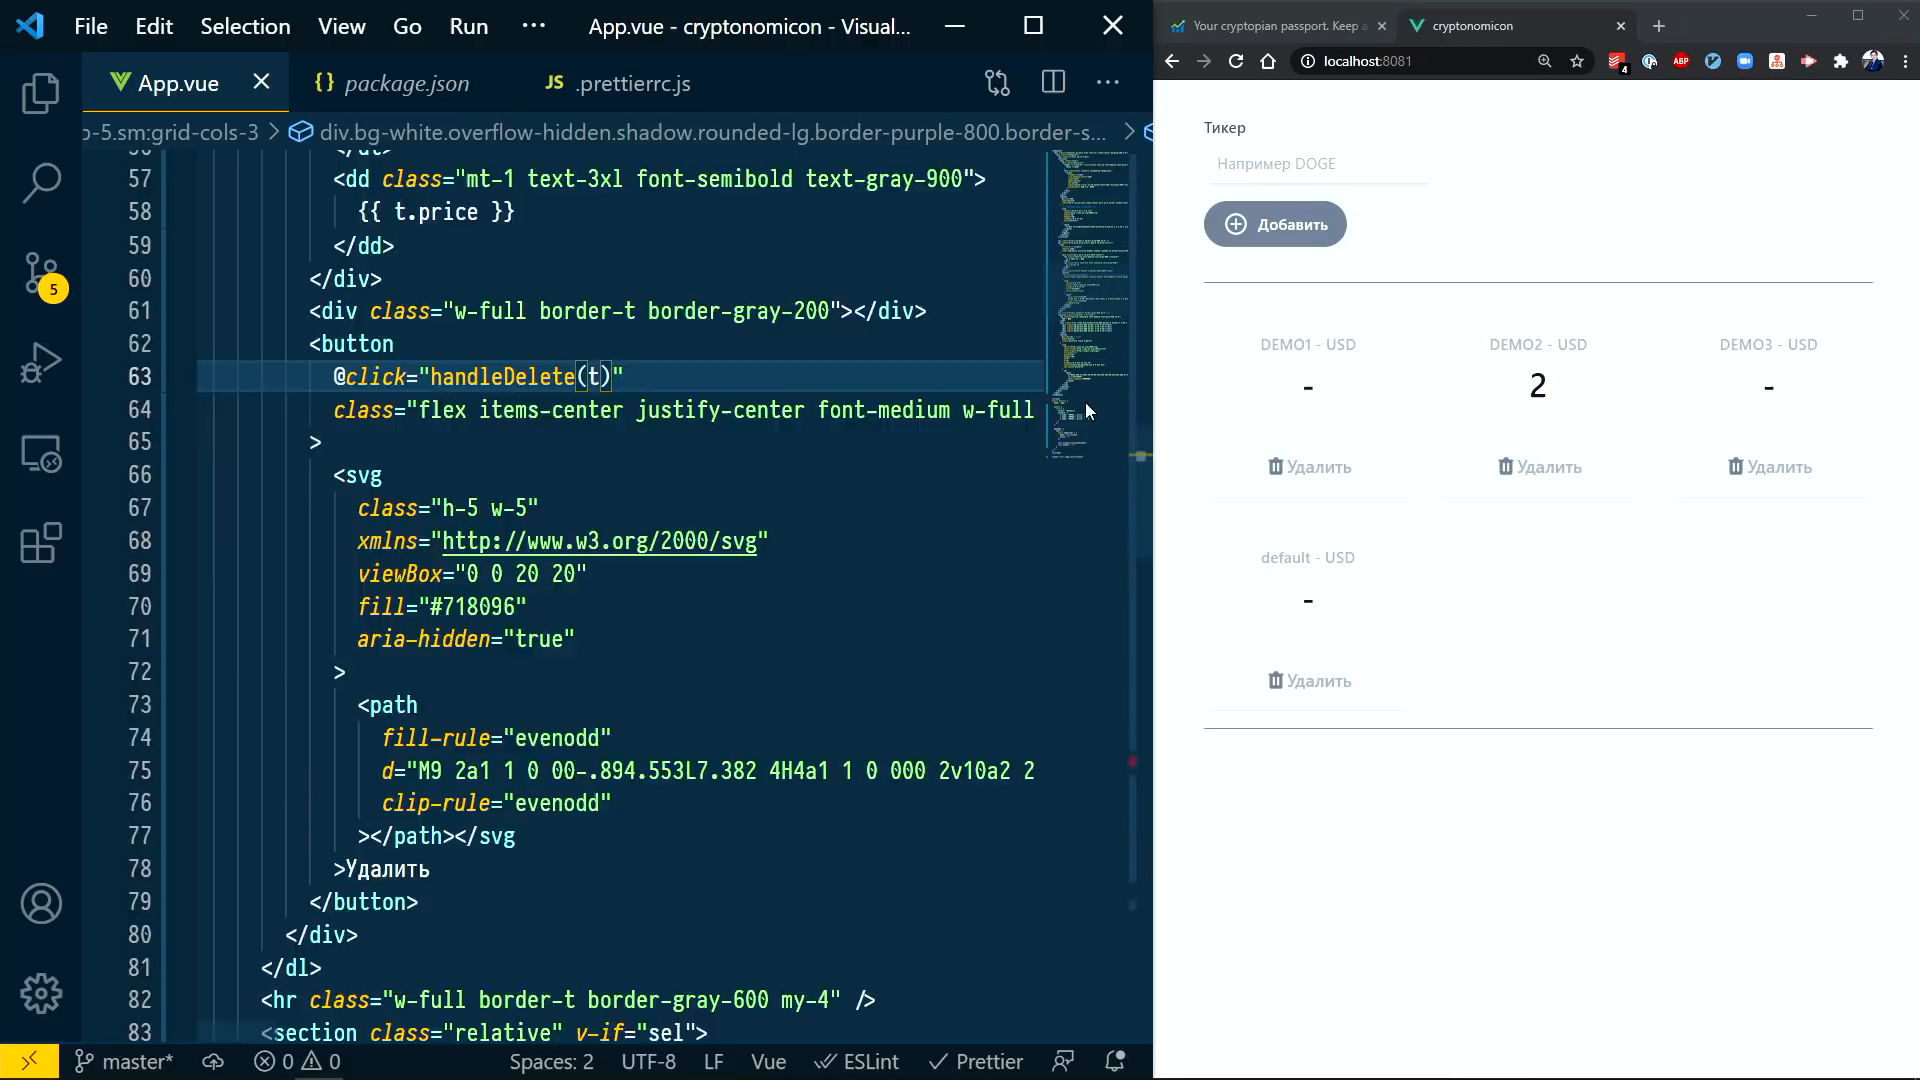 File Edit Selection View Go Run ··· App.vue - cryptonomicon - Visual...
App.vue package.json JS .prettierrc.js
o-5.sm:grid-cols-3 > div.bg-white.overflow-hidden.shadow.rounded-lg.border-purple-800.border-s... >
56 </dt>
57 <dd class="mt-1 text-3xl font-semibold text-gray-900">
58 {{ t.price }}
59 </dd>
60 </div>
61 <div class="w-full border-t border-gray-200"></div>
62 <button
63 @click="handleDelete(t)"
64 class="flex items-center justify-center font-medium w-full
65 >
66 <svg
67 class="h-5 w-5"
68 xmlns="http://www.w3.org/2000/svg"
69 viewBox="0 0 20 20"
70 fill="#718096"
71 aria-hidden="true"
72 >
73 <path
74 fill-rule="evenodd"
75 d="M9 2a1 1 0 00-.894.553L7.382 4H4a1 1 0 000 2v10a2 2
76 clip-rule="evenodd"
77 ></path></svg
78 >Удалить
79 </button>
80 </div>
81 </dl>
82 <hr class="w-full border-t border-gray-600 my-4" />
83 <section class="relative" v-if="sel">
5
master* 0 0 Spaces: 2 UTF-8 LF Vue ESLint Prettier
Your cryptopian passport. Keep a cryptonomicon
localhost:8081
4
ABP
Тикер
Например DOGE
Добавить
DEMO1 - USD DEMO2 - USD DEMO3 - USD
- 2 -
Удалить Удалить Удалить
default - USD
-
Удалить